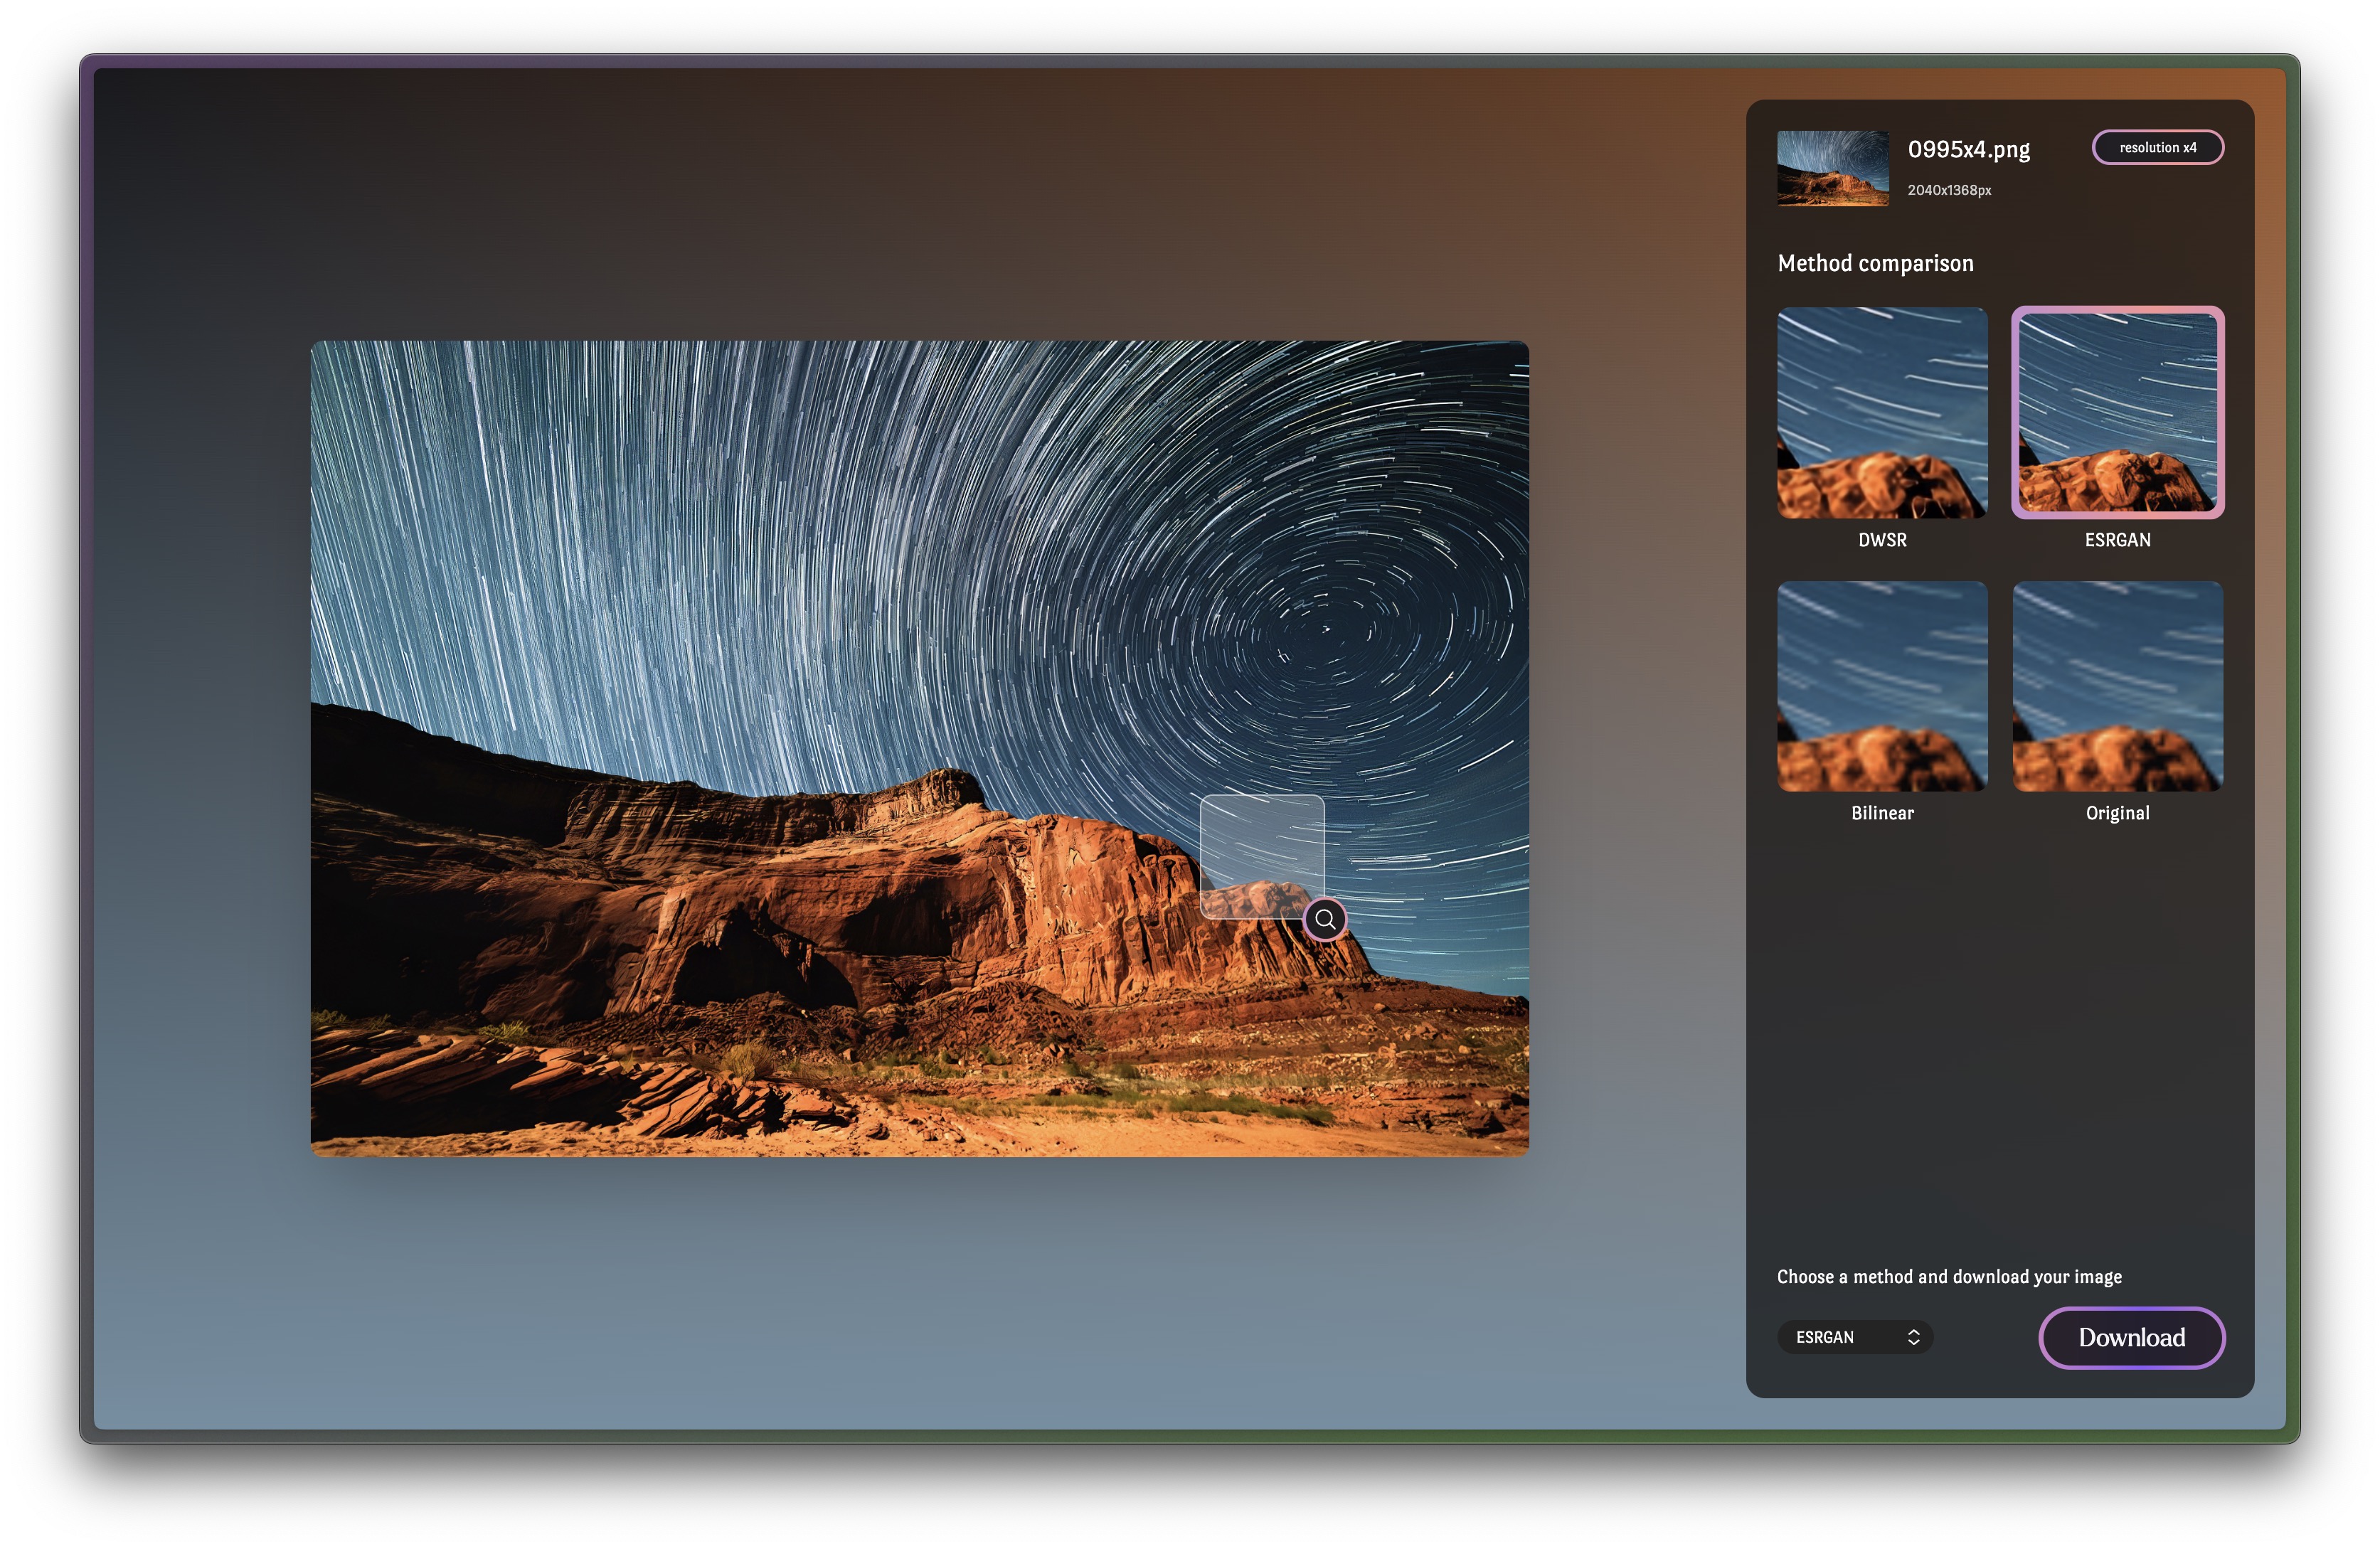 0995x4.png
resolution x4
2040x1368px
Method comparison
DWSR
ESRGAN
Bilinear
Original
Choose a method and download your image
ESRGAN
Download